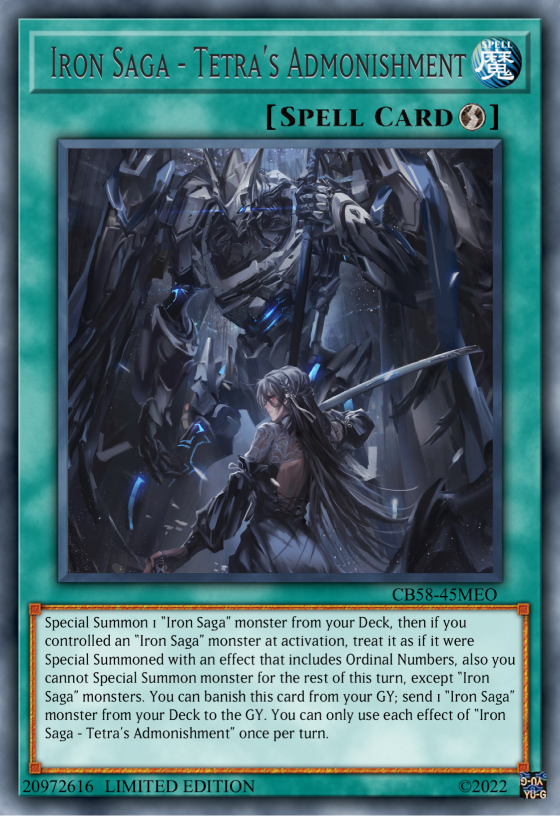 Iron Saga - Tetra's Admonishment
SPELL
魔
[Spell Card]
CB58-45MEO
Special Summon 1 "Iron Saga" monster from your Deck, then if you
controlled an "Iron Saga" monster at activation, treat it as if it were
Special Summoned with an effect that includes Ordinal Numbers, also you
cannot Special Summon monster for the rest of this turn, except "Iron
Saga" monsters. You can banish this card from your GY; send 1 "Iron Saga"
monster from your Deck to the GY. You can only use each effect of "Iron
Saga - Tetra's Admonishment" once per turn.
20972616 LIMITED EDITION
©2022
YU-G